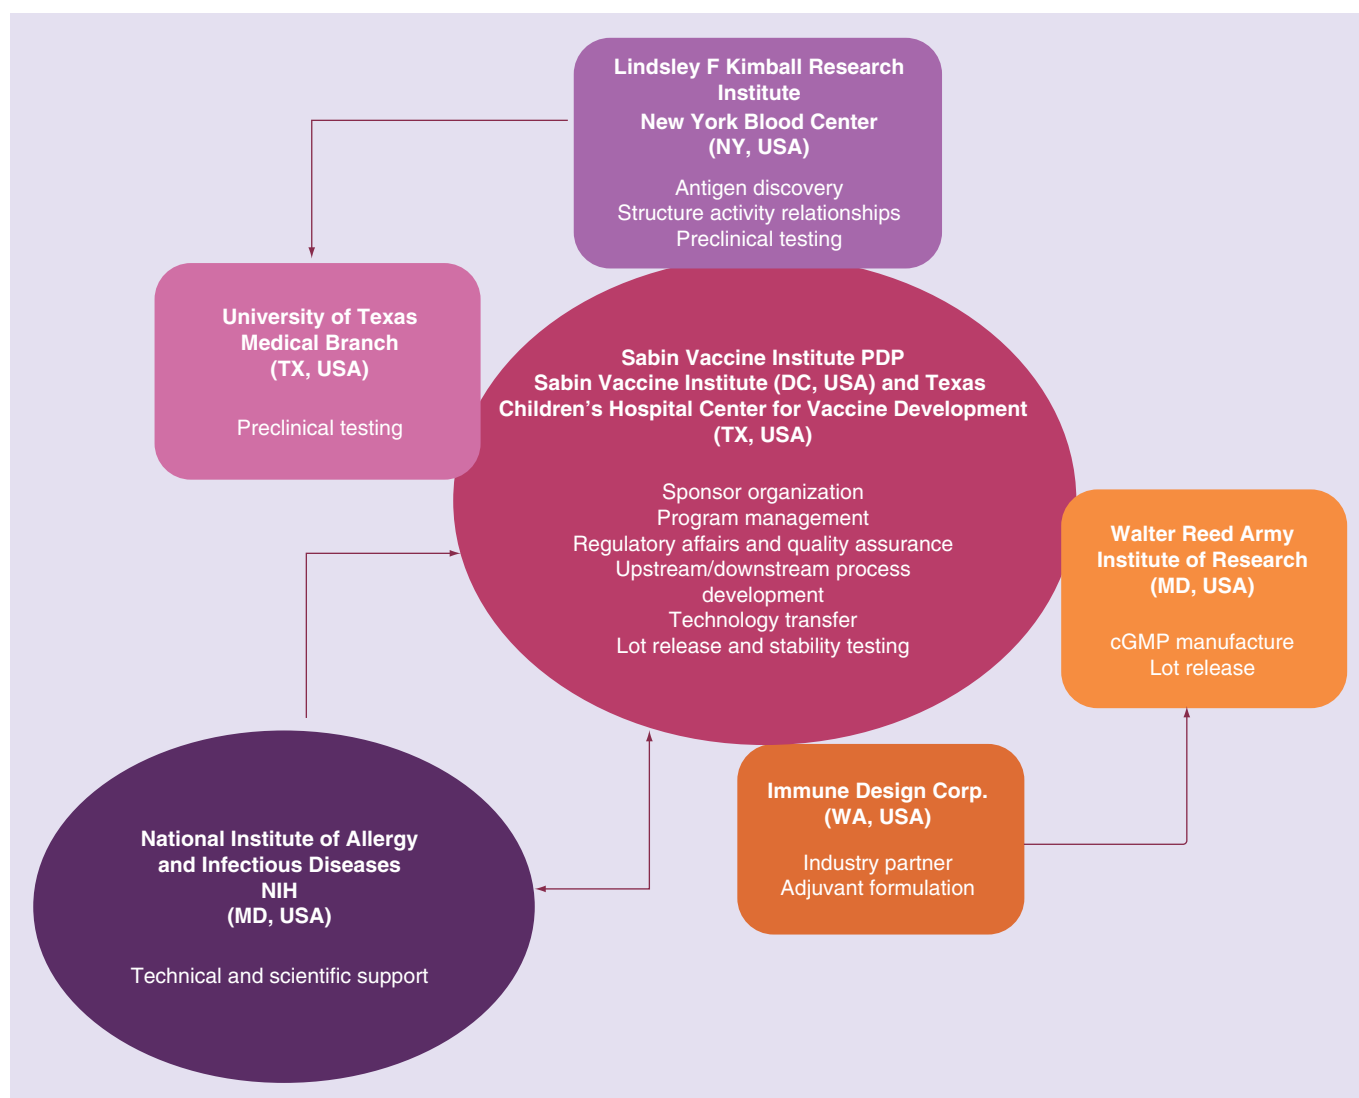 Lindsley F Kimball Research
Institute
New York Blood Center
(NY, USA)
Antigen discovery
Structure activity relationships
Preclinical testing
University of Texas
Medical Branch
(TX, USA)
Preclinical testing
Sabin Vaccine Institute PDP
Sabin Vaccine Institute (DC, USA) and Texas
Children’s Hospital Center for Vaccine Development
(TX, USA)
Sponsor organization
Program management
Regulatory affairs and quality assurance
Upstream/downstream process
development
Technology transfer
Lot release and stability testing
Walter Reed Army
Institute of Research
(MD, USA)
cGMP manufacture
Lot release
Immune Design Corp.
(WA, USA)
Industry partner
Adjuvant formulation
National Institute of Allergy
and Infectious Diseases
NIH
(MD, USA)
Technical and scientific support